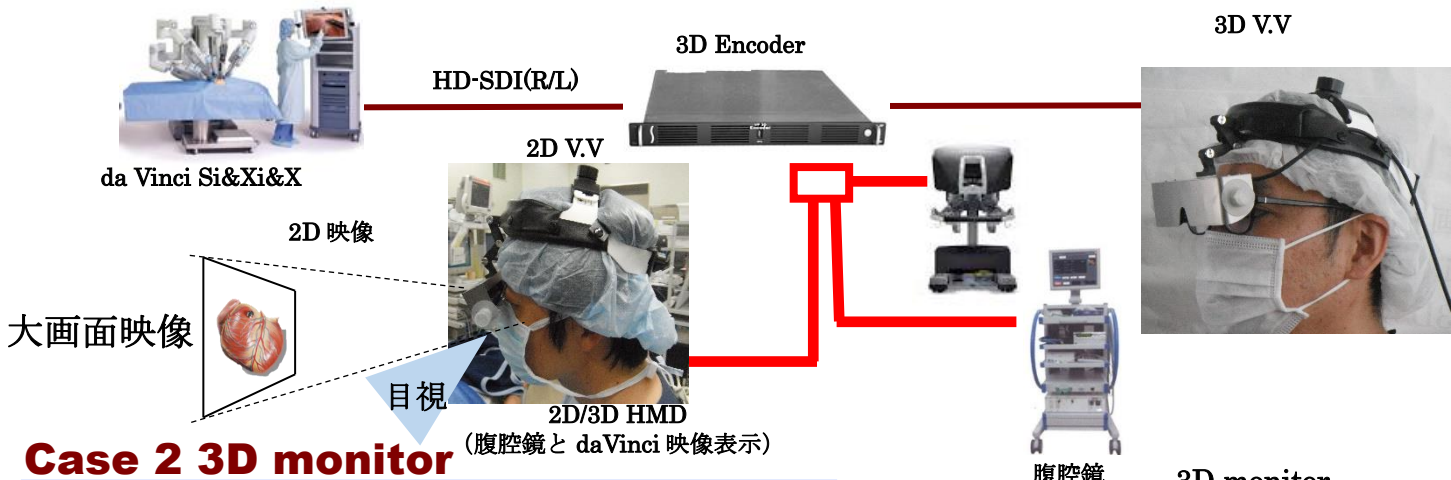 3D V.V
3D Encoder
HD-SDI(R/L)
2D V.V
da Vinci Si&Xi&X
2D 映像
大画面映像
目視
2D/3D HMD
(腹腔鏡と daVinci 映像表示)
Case 2 3D monitor
腹腔鏡
3D monitor